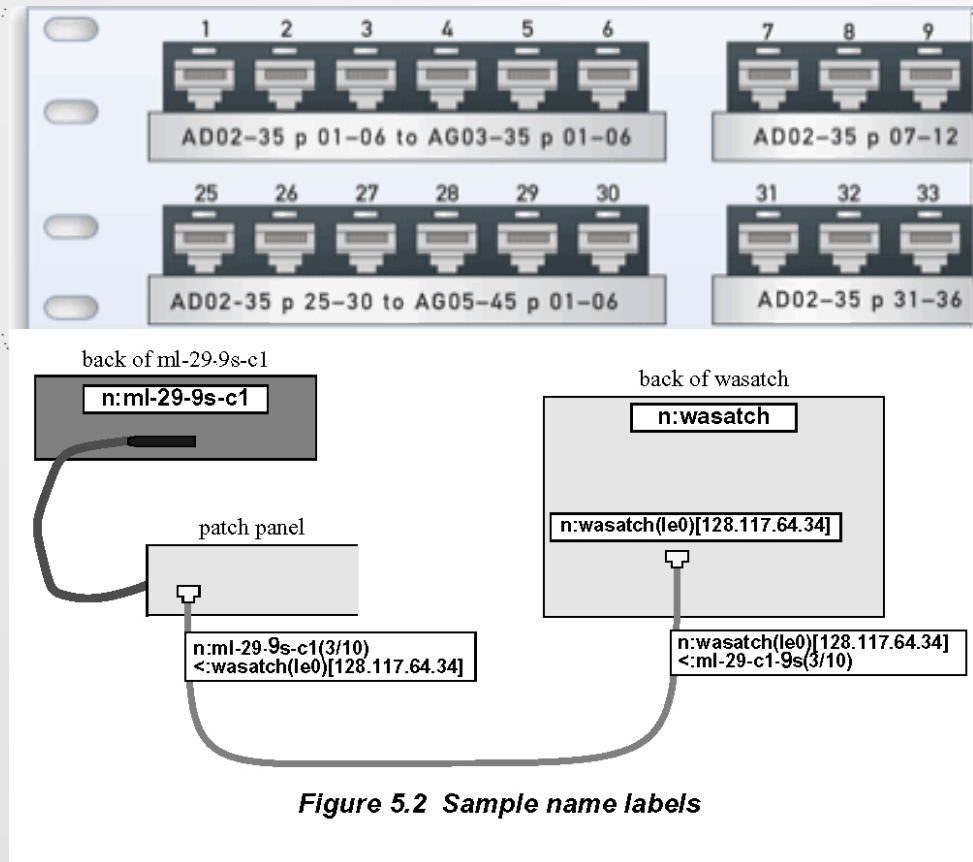 1 2 3 4 5 6 7 8 9
AD02-35 p 01-06 to AG03-35 p 01-06
AD02-35 p 07-12
25 26 27 28 29 30 31 32 33
AD02-35 p 25-30 to AG05-45 p 01-06
AD02-35 p 31-36
back of ml-29-9s-c1
n:ml-29-9s-c1
back of wasatch
n:wasatch
n:wasatch(le0)[128.117.64.34]
patch panel
n:ml-29-9s-c1(3/10)
<:wasatch(le0)[128.117.64.34]
n:wasatch(le0)[128.117.64.34]
<:ml-29-c1-9s(3/10)
Figure 5.2 Sample name labels